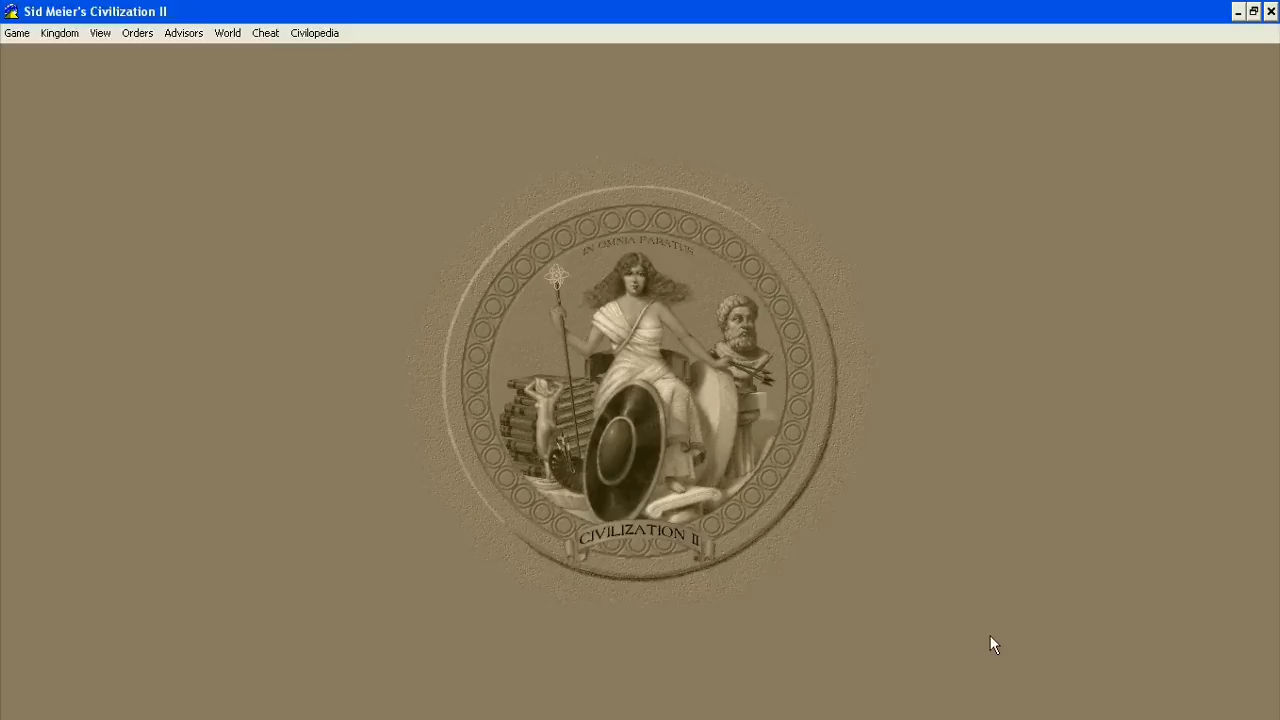 Sid Meier's Civilization II
Game Kingdom View Orders Advisors World Cheat Civilopedia
IN OMNIA PARATUS
CIVILIZATION II